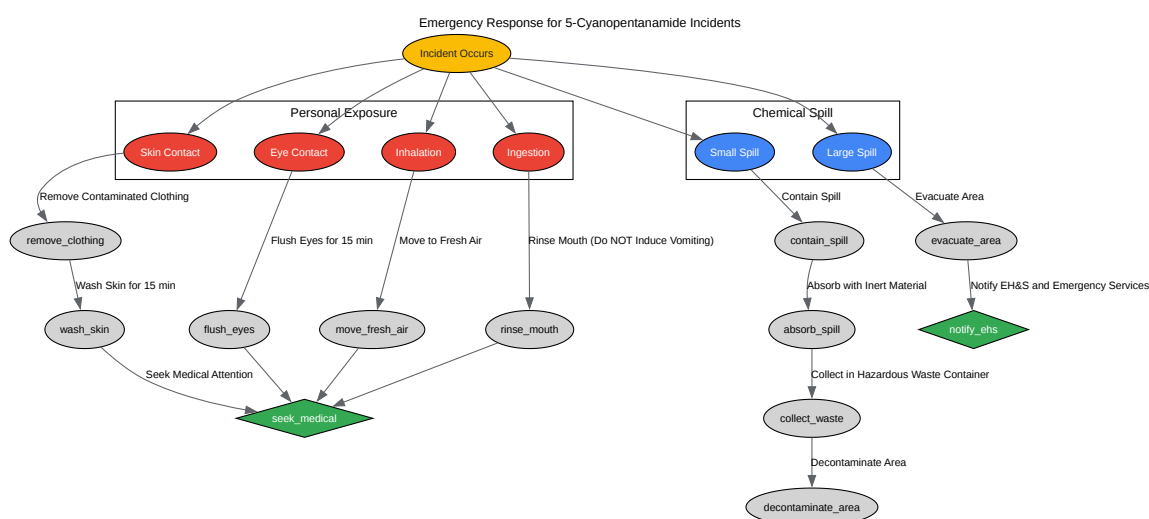 Emergency Response for 5-Cyanopentanamide Incidents
Incident Occurs
Personal Exposure
Chemical Spill
Skin Contact
Eye Contact
Inhalation
Ingestion
Small Spill
Large Spill
Remove Contaminated Clothing
Contain Spill
Evacuate Area
remove_clothing
Flush Eyes for 15 min
Move to Fresh Air
Rinse Mouth (Do NOT Induce Vomiting)
contain_spill
evacuate_area
Wash Skin for 15 min
Absorb with Inert Material
Notify EH&S and Emergency Services
wash_skin
flush_eyes
move_fresh_air
rinse_mouth
absorb_spill
notify_ehs
Seek Medical Attention
Collect in Hazardous Waste Container
seek_medical
collect_waste
Decontaminate Area
decontaminate_area